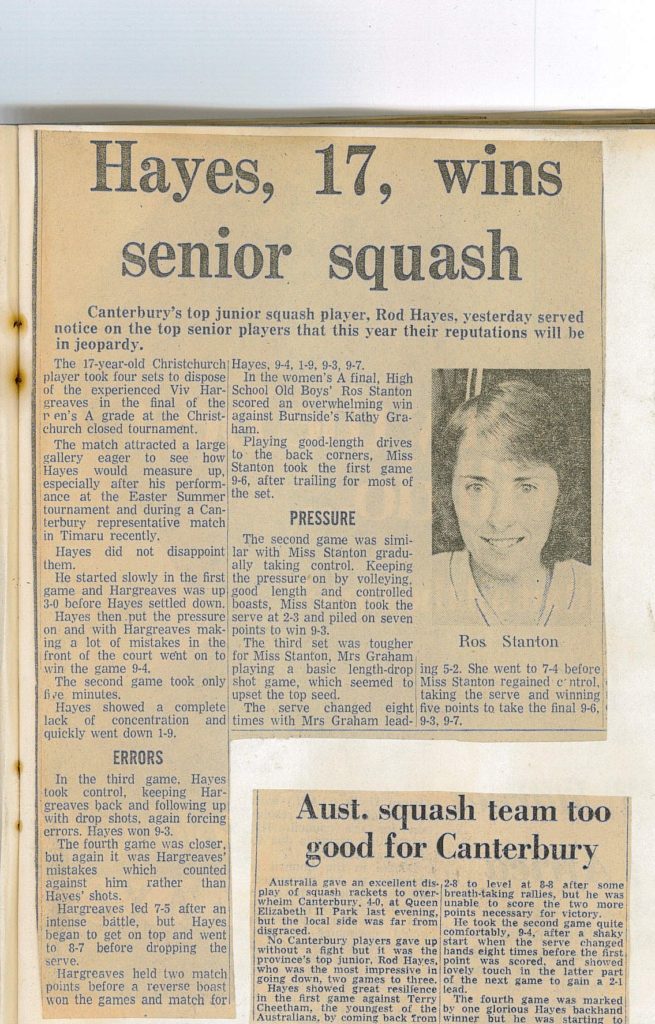 Hayes, 17, wins
senior squash
Canterbury's top junior squash player, Rod Hayes, yesterday served
notice on the top senior players that this year their reputations will be
in jeopardy.
The 17-year-old Christchurch
player took four sets to dispose
of the experienced Viv Har-
greaves in the final of the
en's A grade at the Christ-
church closed tournament.
The match attracted a large
gallery eager to see how
Hayes would measure up,
especially after his perform-
ance at the Easter Summer
tournament and during a Can-
terbury representative match
in Timaru recently.
Hayes did not disappoint
them.
He started slowly in the first
game and Hargreaves was up
3-0 before Hayes settled down.
Hayes then put the pressure
on and with Hargreaves mak-
ing a lot of mistakes in the
front of the court went on to
win the game 9-4.
The second game took only
five minutes.
Hayes showed a complete
lack of concentration and
quickly went down 1-9.
ERRORS
In the third game, Hayes
took control, keeping Har-
greaves back and following up
with drop shots, again forcing
errors. Hayes won 9-3.
The fourth game was closer,
but again it was Hargreaves'
mistakes which counted
against him rather than
Hayes' shots.
Hargreaves led 7-5 after an
intense battle, but Hayes
began to get on top and went
to 8-7 before dropping the
serve.
Hargreaves held two match
points before a reverse boast
won the games and match for
Hayes, 9-4, 1-9, 9-3, 9-7.
In the women's A final, High
School Old Boys' Ros Stanton
scored an overwhelming win
against Burnside's Kathy Gra-
ham.
Playing good-length drives
to the back corners, Miss
Stanton took the first game
9-6, after trailing for most of
the set.
PRESSURE
The second game was simi-
lar with Miss Stanton gradu-
ally taking control. Keeping
the pressure on by volleying,
good length and controlled
boasts, Miss Stanton took the
serve at 2-3 and piled on seven
points to win 9-3.
The third set was tougher
for Miss Stanton, Mrs Graham
playing a basic length-drop
shot game, which seemed to
upset the top seed.
The serve changed eight
times with Mrs Graham lead-
Ros Stanton
ing 5-2. She went to 7-4 before
Miss Stanton regained control,
taking the serve and winning
five points to take the final 9-6,
9-3, 9-7.
Aust. squash team too
good for Canterbury
Australia gave an excellent dis-
play of squash rackets to over-
whelm Canterbury, 4-0, at Queen
Elizabeth II Park last evening,
but the local side was far from
disgraced.
No Canterbury players gave up
without a fight but it was the
province's top junior, Rod Hayes,
who was the most impressive in
going down, two games to three.
Hayes showed great resilience
in the first game against Terry
Cheetham, the youngest of the
Australians, by coming back from
2-8 to level at 8-8 after some
breath-taking rallies, but he was
unable to score the two more
points necessary for victory.
He took the second game quite
comfortably, 9-4, after a shaky
start when the serve changed
hands eight times before the first
point was scored, and showed
lovely touch in the latter part
of the next game to gain a 2-1
lead.
The fourth game was marked
by one glorious Hayes backhand
winner but he was starting to